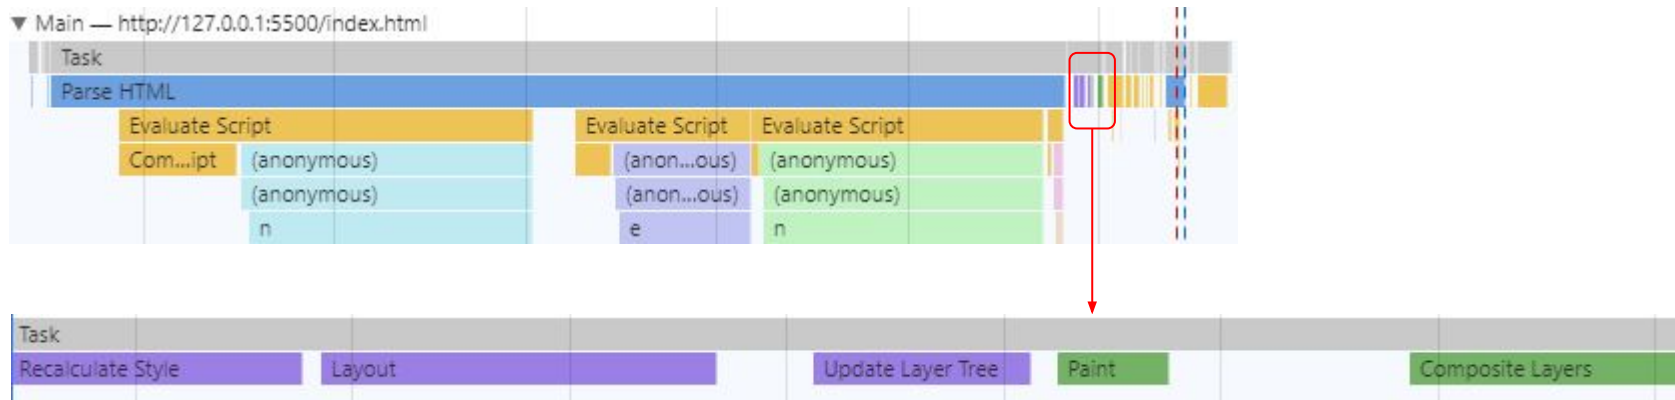 ▼ Main — http://127.0.0.1:5500/index.html
Task
Parse HTML
Evaluate Script Evaluate Script Evaluate Script
Com...ipt (anonymous) (anon...ous) (anonymous)
(anonymous) (anon...ous) (anonymous)
n e n
Task
Recalculate Style Layout Update Layer Tree Paint Composite Layers